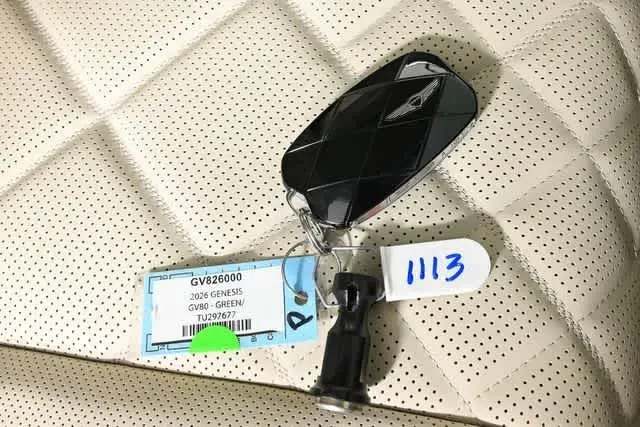 GV826000
2026 GENESIS
GV80 - GREEN/
TU297677
P
1113